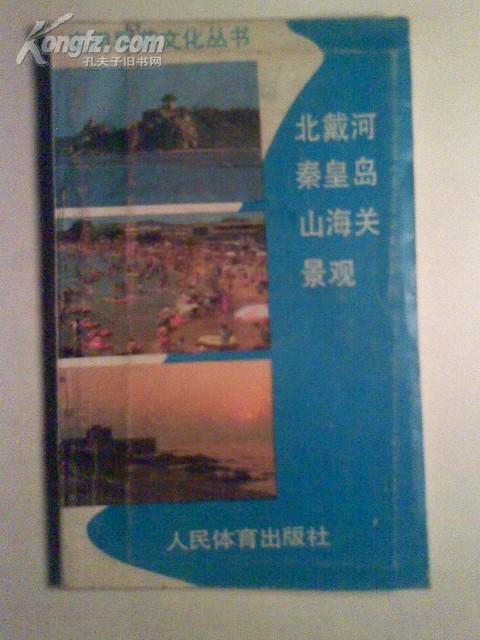 Kongfz.com
孔夫子旧书网
文化丛书
北戴河
秦皇岛
山海关
景观
人民体育出版社